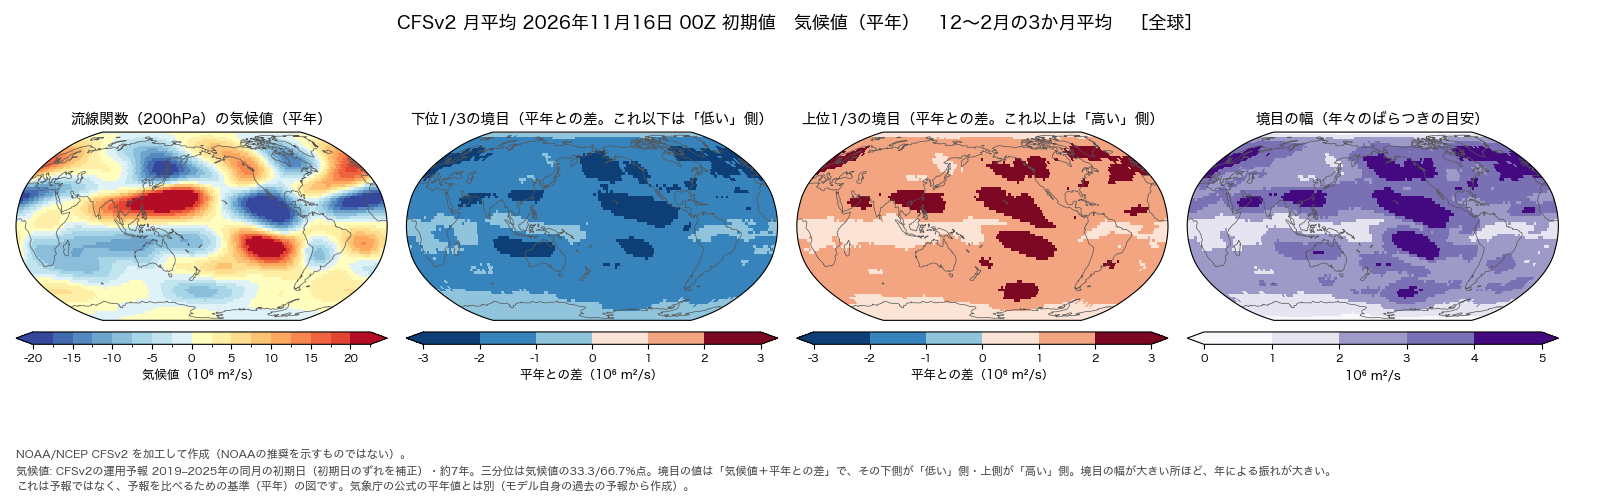 CFSv2 月平均 2026年11月16日 00Z 初期値　気候値（平年）　12～2月の3か月平均　［全球］
流線関数（200hPa）の気候値（平年）
下位1/3の境目（平年との差。これ以下は「低い」側）
上位1/3の境目（平年との差。これ以上は「高い」側）
境目の幅（年々のばらつきの目安）
-20 -15 -10 -5 0 5 10 15 20
-3 -2 -1 0 1 2 3
-3 -2 -1 0 1 2 3
0 1 2 3 4 5
気候値（10⁶ m²/s）
平年との差（10⁶ m²/s）
平年との差（10⁶ m²/s）
10⁶ m²/s
NOAA/NCEP CFSv2 を加工して作成（NOAAの推奨を示すものではない）。
気候値: CFSv2の運用予報 2019–2025年の同月の初期日（初期日のずれを補正）・約7年。三分位は気候値の33.3/66.7%点。境目の値は「気候値＋平年との差」で、その下側が「低い」側・上側が「高い」側。境目の幅が大きい所ほど、年による振れが大きい。
これは予報ではなく、予報を比べるための基準（平年）の図です。気象庁の公式の平年値とは別（モデル自身の過去の予報から作成）。